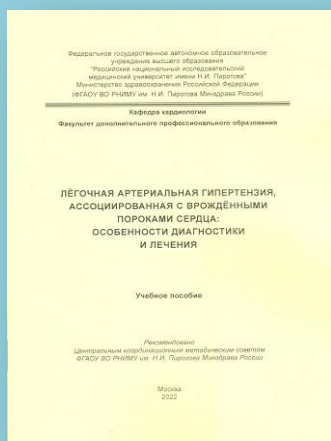 Федеральное государственное автономное образовательное
учреждение высшего образования
"Российский национальный исследовательский
медицинский университет имени Н.И. Пирогова"
Министерства здравоохранения Российской Федерации
(ФГАОУ ВО РНИМУ им. Н.И. Пирогова Минздрава России)
Кафедра кардиологии
Факультет дополнительного профессионального образования
ЛЁГОЧНАЯ АРТЕРИАЛЬНАЯ ГИПЕРТЕНЗИЯ,
АССОЦИИРОВАННАЯ С ВРОЖДЁННЫМИ
ПОРОКАМИ СЕРДЦА:
ОСОБЕННОСТИ ДИАГНОСТИКИ
И ЛЕЧЕНИЯ
Учебное пособие
Рекомендовано
Центральным координационным методическим советом
ФГАОУ ВО РНИМУ им. Н.И. Пирогова Минздрава России
Москва
2022